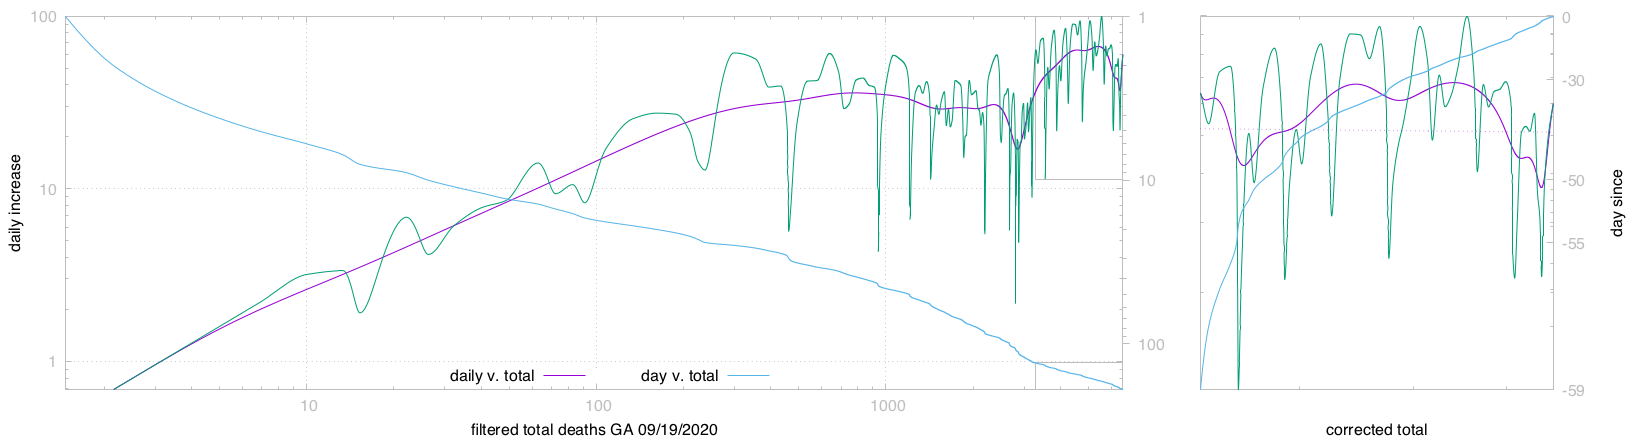 100
10
1
daily increase
10
100
1000
1
10
100
daily v. total
day v. total
filtered total deaths GA 09/19/2020
0
-30
-50
-55
-59
day since
corrected total